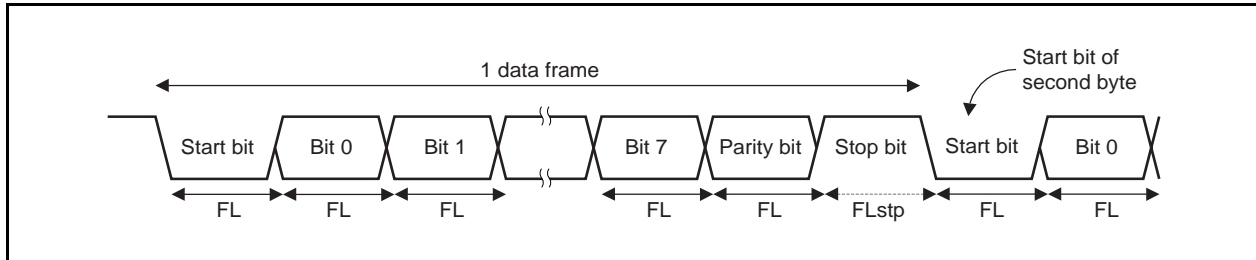 1 data frame
Start bit of
second byte
Start bit Bit 0 Bit 1 Bit 7 Parity bit Stop bit Start bit Bit 0
FL FL FL FL FL FLstp FL FL